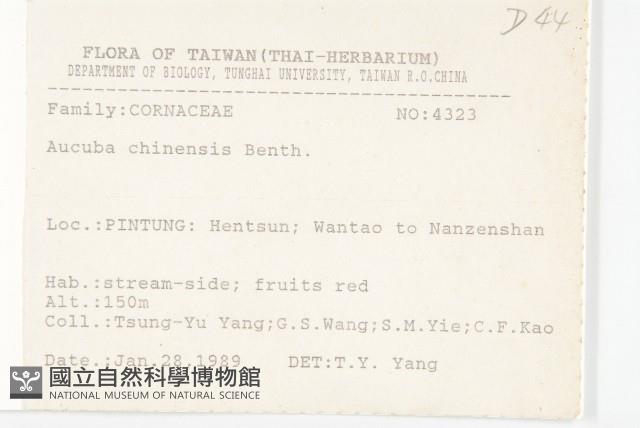 D 44
FLORA OF TAIWAN(THAI-HERBARIUM)
DEPARTMENT OF BIOLOGY, TUNGHAI UNIVERSITY, TAIWAN R.O.CHINA
Family:CORNACEAE NO:4323
Aucuba chinensis Benth.
Loc.:PINTUNG: Hentsun; Wantao to Nanzenshan
Hab.:stream-side; fruits red
Alt.:150m
Coll.:Tsung-Yu Yang;G.S.Wang;S.M.Yie;C.F.Kao
Date.:Jan.28.1989 DET:T.Y. Yang
國立自然科學博物館
NATIONAL MUSEUM OF NATURAL SCIENCE